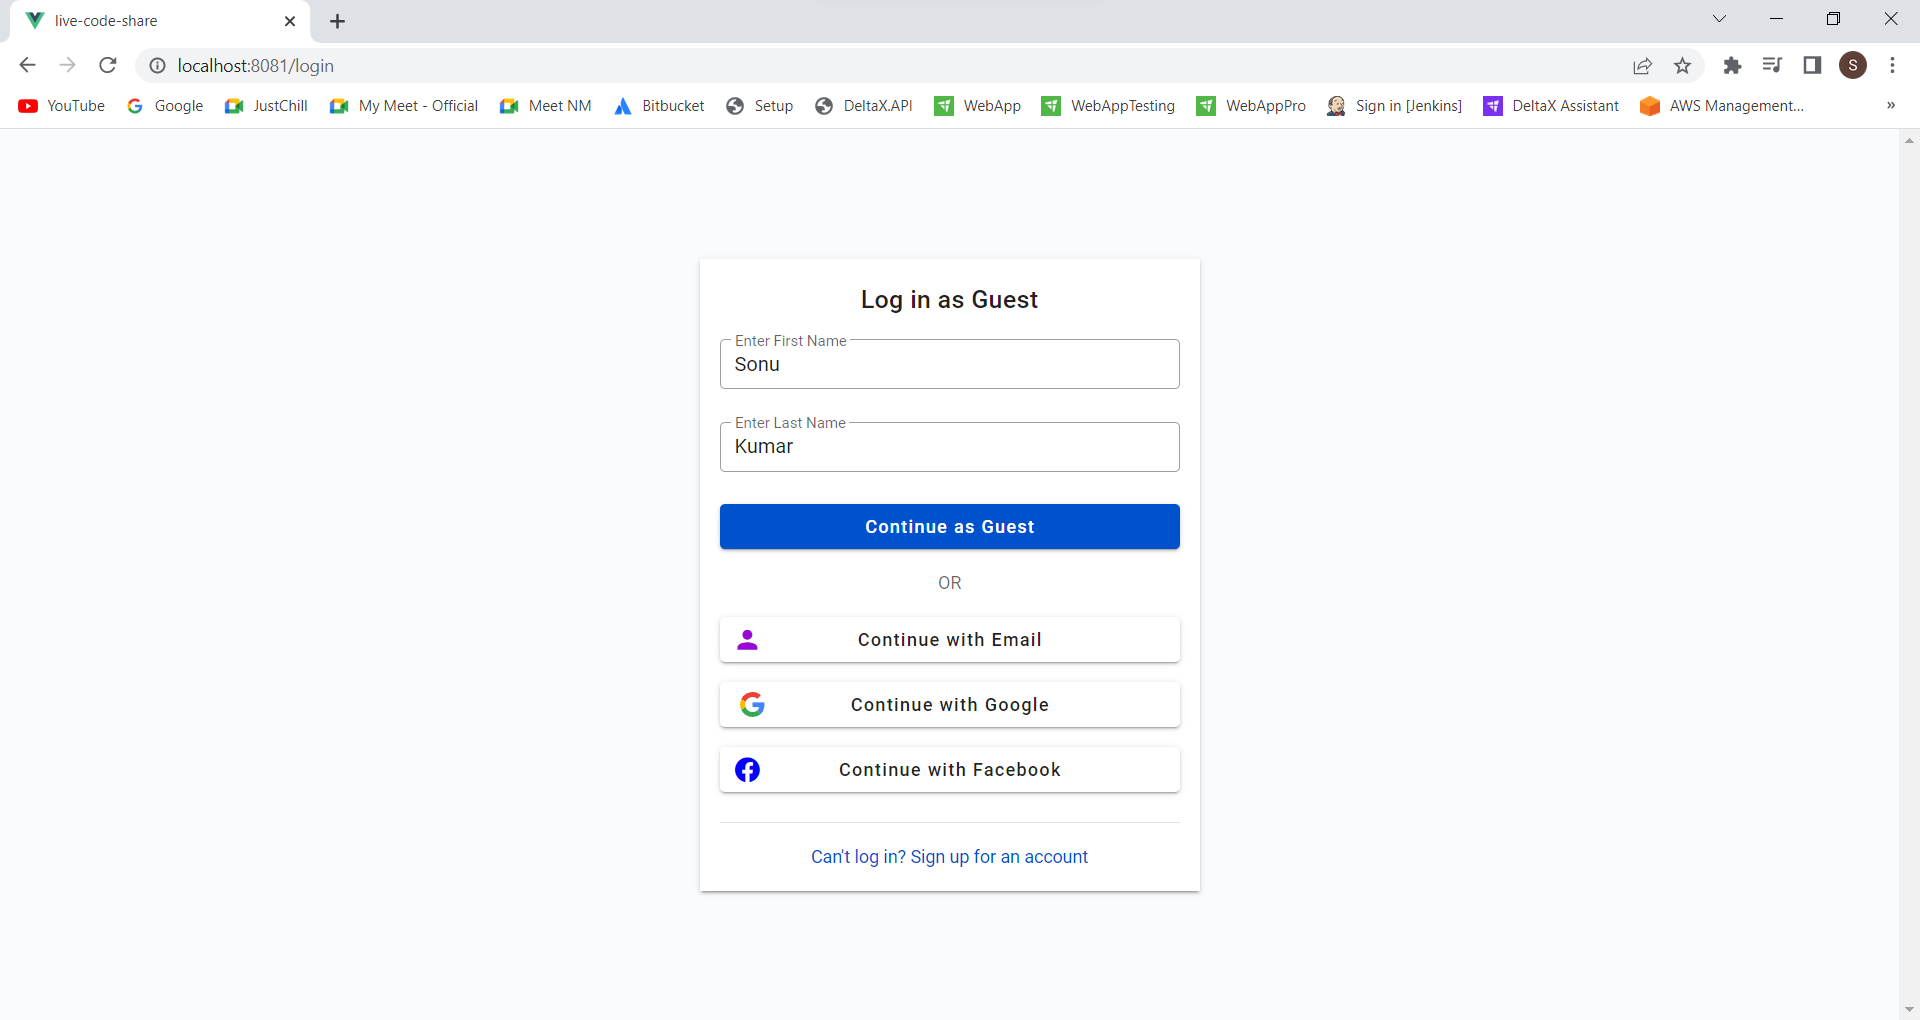 live-code-share
localhost:8081/login
S
YouTube Google JustChill My Meet - Official Meet NM Bitbucket Setup DeltaX.API WebApp WebAppTesting WebAppPro Sign in [Jenkins] DeltaX Assistant AWS Management... »
Log in as Guest
Enter First Name
Sonu
Enter Last Name
Kumar
Continue as Guest
OR
Continue with Email
Continue with Google
Continue with Facebook
Can't log in? Sign up for an account